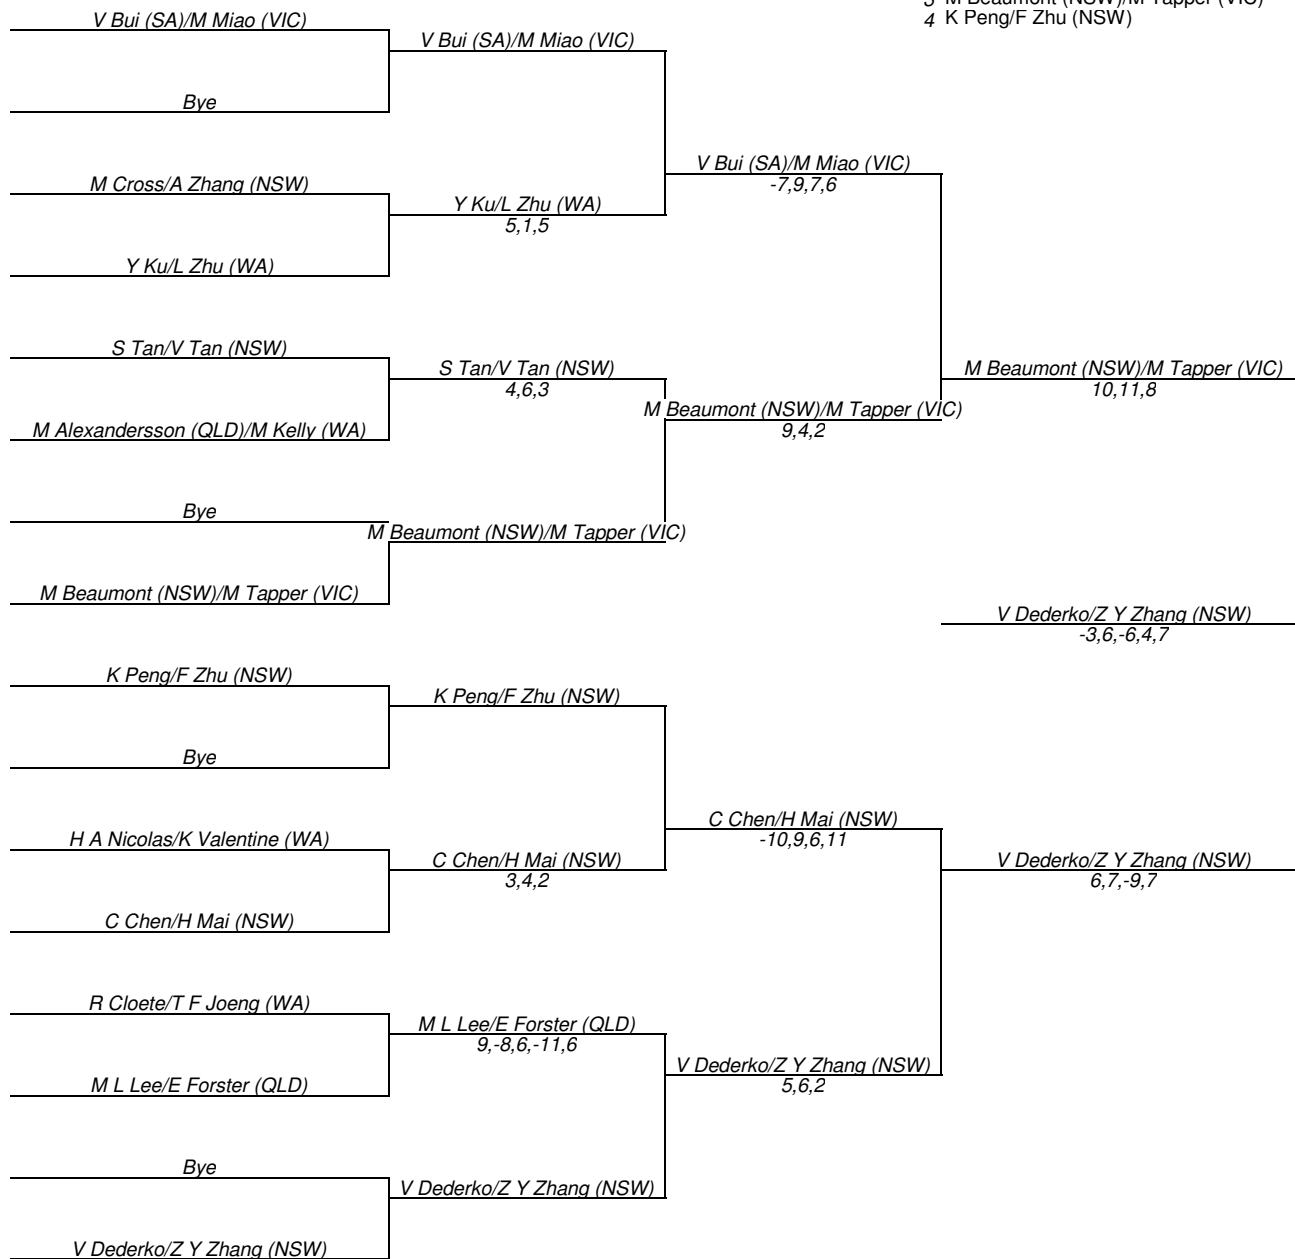 3 M Beaumont (NSW)/M Tapper (VIC)
4 K Peng/F Zhu (NSW)
V Bui (SA)/M Miao (VIC)
Bye
M Cross/A Zhang (NSW)
Y Ku/L Zhu (WA)
S Tan/V Tan (NSW)
M Alexandersson (QLD)/M Kelly (WA)
Bye
M Beaumont (NSW)/M Tapper (VIC)
K Peng/F Zhu (NSW)
Bye
H A Nicolas/K Valentine (WA)
C Chen/H Mai (NSW)
R Cloete/T F Joeng (WA)
M L Lee/E Forster (QLD)
Bye
V Dederko/Z Y Zhang (NSW)
V Bui (SA)/M Miao (VIC)
Y Ku/L Zhu (WA)
5,1,5
S Tan/V Tan (NSW)
4,6,3
M Beaumont (NSW)/M Tapper (VIC)
K Peng/F Zhu (NSW)
C Chen/H Mai (NSW)
3,4,2
M L Lee/E Forster (QLD)
9,-8,6,-11,6
V Dederko/Z Y Zhang (NSW)
V Bui (SA)/M Miao (VIC)
-7,9,7,6
M Beaumont (NSW)/M Tapper (VIC)
9,4,2
C Chen/H Mai (NSW)
-10,9,6,11
V Dederko/Z Y Zhang (NSW)
5,6,2
M Beaumont (NSW)/M Tapper (VIC)
10,11,8
V Dederko/Z Y Zhang (NSW)
-3,6,-6,4,7
V Dederko/Z Y Zhang (NSW)
6,7,-9,7